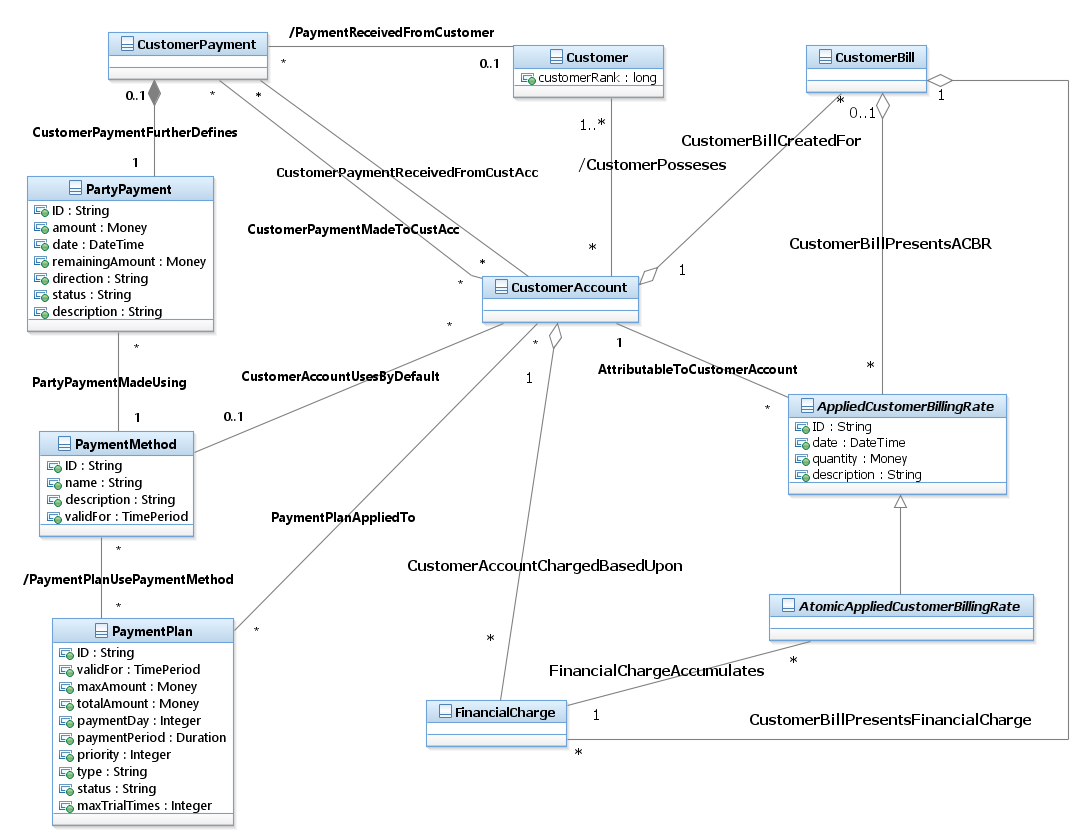 /PaymentReceivedFromCustomer
CustomerPayment
*
0..1
Customer
customerRank : long
CustomerBill
0..1
*
*
1..*
*
0..1
1
CustomerPaymentFurtherDefines
1
CustomerBillCreatedFor
/CustomerPosseses
CustomerPaymentReceivedFromCustAcc
CustomerPaymentMadeToCustAcc
CustomerBillPresentsACBR
PartyPayment
ID : String
amount : Money
date : DateTime
remainingAmount : Money
direction : String
status : String
description : String
*
*
*
1
CustomerAccount
*
*
1
1
*
*
PartyPaymentMadeUsing
1
CustomerAccountUsesByDefault
0..1
AttributableToCustomerAccount
*
AppliedCustomerBillingRate
ID : String
date : DateTime
quantity : Money
description : String
PaymentMethod
ID : String
name : String
description : String
validFor : TimePeriod
PaymentPlanAppliedTo
*
/PaymentPlanUsePaymentMethod
*
CustomerAccountChargedBasedUpon
AtomicAppliedCustomerBillingRate
PaymentPlan
ID : String
validFor : TimePeriod
maxAmount : Money
totalAmount : Money
paymentDay : Integer
paymentPeriod : Duration
priority : Integer
type : String
status : String
maxTrialTimes : Integer
*
*
*
FinancialChargeAccumulates
FinancialCharge
1
CustomerBillPresentsFinancialCharge
*